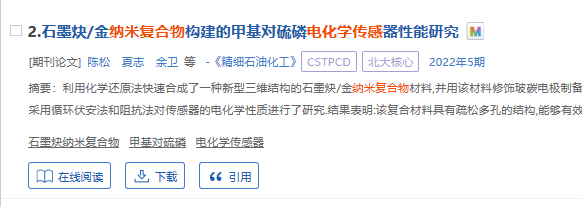 2.石墨炔/金纳米复合物构建的甲基对硫磷电化学传感器性能研究 M
[期刊论文] 陈松 夏志 余卫 等 -《精细石油化工》 CSTPCD 北大核心 2022年5期
摘要：利用化学还原法快速合成了一种新型三维结构的石墨炔/金纳米复合物材料,并用该材料修饰玻碳电极制备
采用循环伏安法和阻抗法对传感器的电化学性质进行了研究.结果表明:该复合材料具有疏松多孔的结构,能够有效
石墨炔纳米复合物 甲基对硫磷 电化学传感器
在线阅读 下载 引用